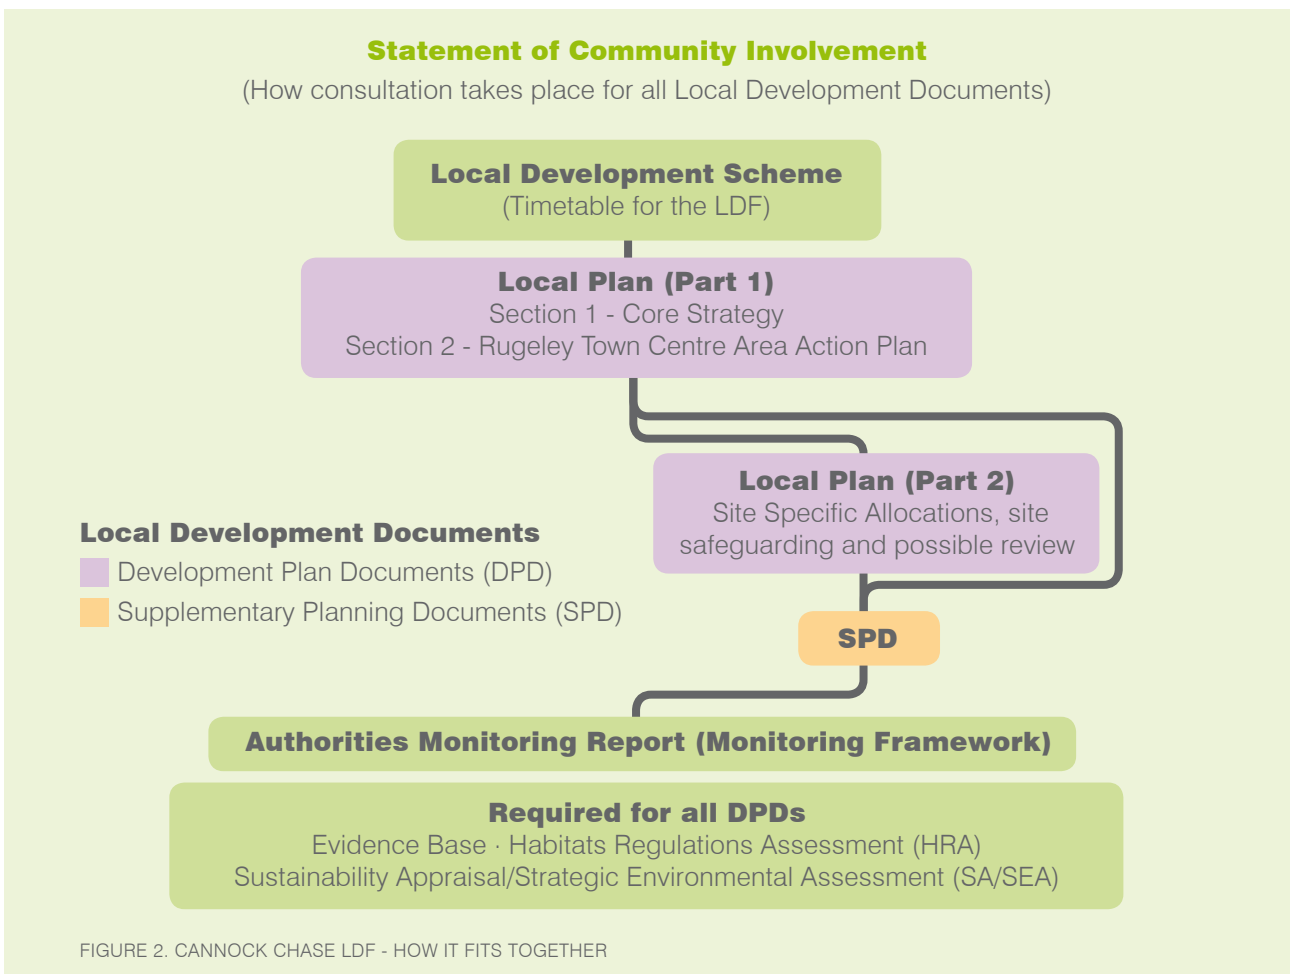 Statement of Community Involvement
(How consultation takes place for all Local Development Documents)
Local Development Scheme
(Timetable for the LDF)
Local Plan (Part 1)
Section 1 - Core Strategy
Section 2 - Rugeley Town Centre Area Action Plan
Local Plan (Part 2)
Site Specific Allocations, site
safeguarding and possible review
Local Development Documents
Development Plan Documents (DPD)
Supplementary Planning Documents (SPD)
SPD
Authorities Monitoring Report (Monitoring Framework)
Required for all DPDs
Evidence Base · Habitats Regulations Assessment (HRA)
Sustainability Appraisal/Strategic Environmental Assessment (SA/SEA)
FIGURE 2. CANNOCK CHASE LDF - HOW IT FITS TOGETHER